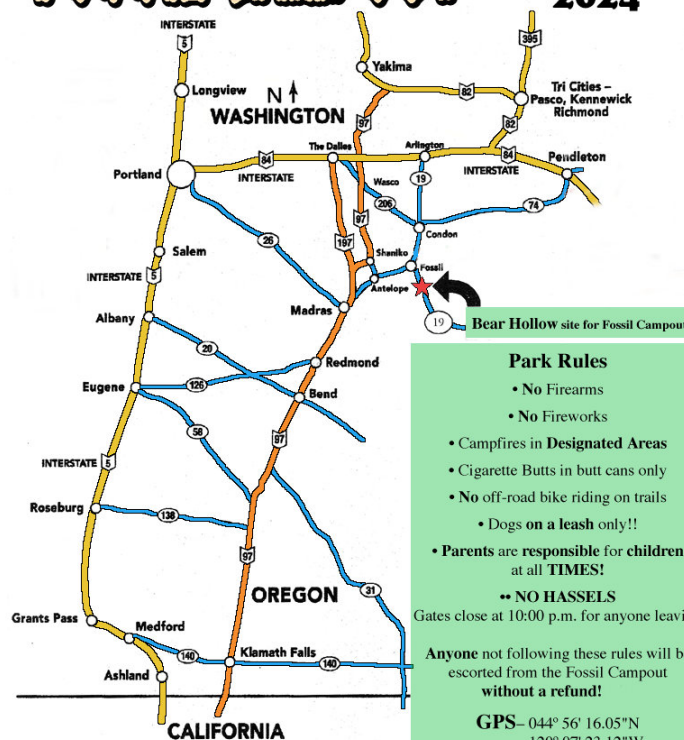 2024
INTERSTATE
5
395
Yakima
Longview
N
WASHINGTON
82
Tri Cities –
Pasco, Kennewick
Richmond
97
82
The Dalles
Arlington
84
84
Pendleton
Portland
INTERSTATE
INTERSTATE
19
Wasco
206
74
97
Condon
26
197
Salem
Shaniko
Fossil
INTERSTATE
5
Antelope
Madras
19
Bear Hollow site for Fossil Campout
Albany
20
Redmond
Park Rules
Eugene
126
Bend
• No Firearms
• No Fireworks
58
97
• Campfires in Designated Areas
INTERSTATE
5
• Cigarette Butts in butt cans only
• No off-road bike riding on trails
Roseburg
138
• Dogs on a leash only!!
• Parents are responsible for children
at all TIMES!
97
31
OREGON
•• NO HASSELS
Gates close at 10:00 p.m. for anyone leavi
Grants Pass
Medford
140
Klamath Falls
140
Ashland
Anyone not following these rules will b
escorted from the Fossil Campout
without a refund!
CALIFORNIA
GPS– 044º 56' 16.05"N
120º 07' 23.12"W